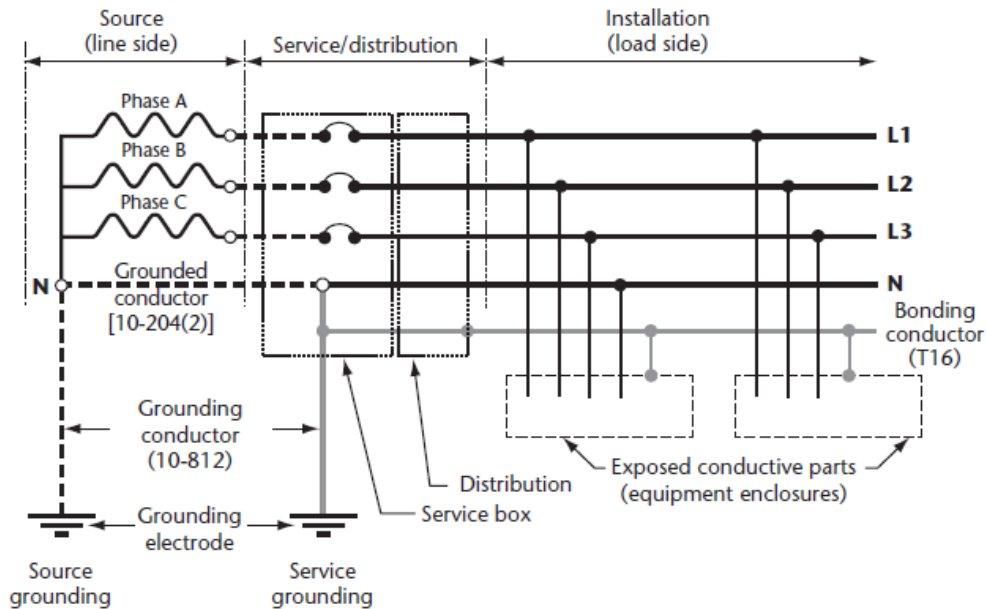 Source
(line side)
Service/distribution
Installation
(load side)
Phase A
L1
Phase B
L2
Phase C
L3
N
Grounded
conductor
[10-204(2)]
N
Bonding
conductor
(T16)
Grounding
conductor
(10-812)
Exposed conductive parts
(equipment enclosures)
Distribution
Service box
Grounding
electrode
Source
grounding
Service
grounding